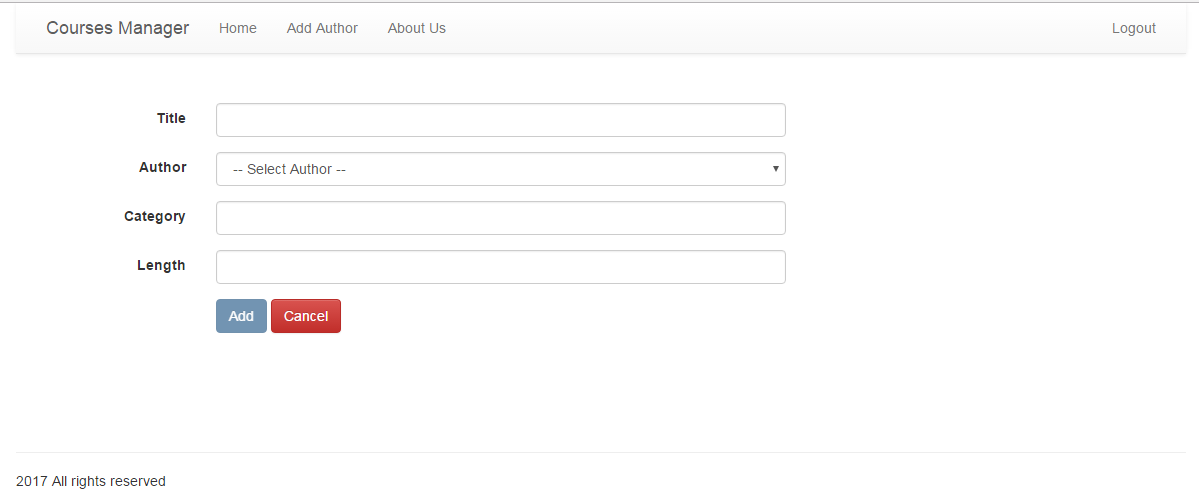 Courses Manager Home Add Author About Us Logout
Title
Author -- Select Author --
Category
Length
Add Cancel
2017 All rights reserved